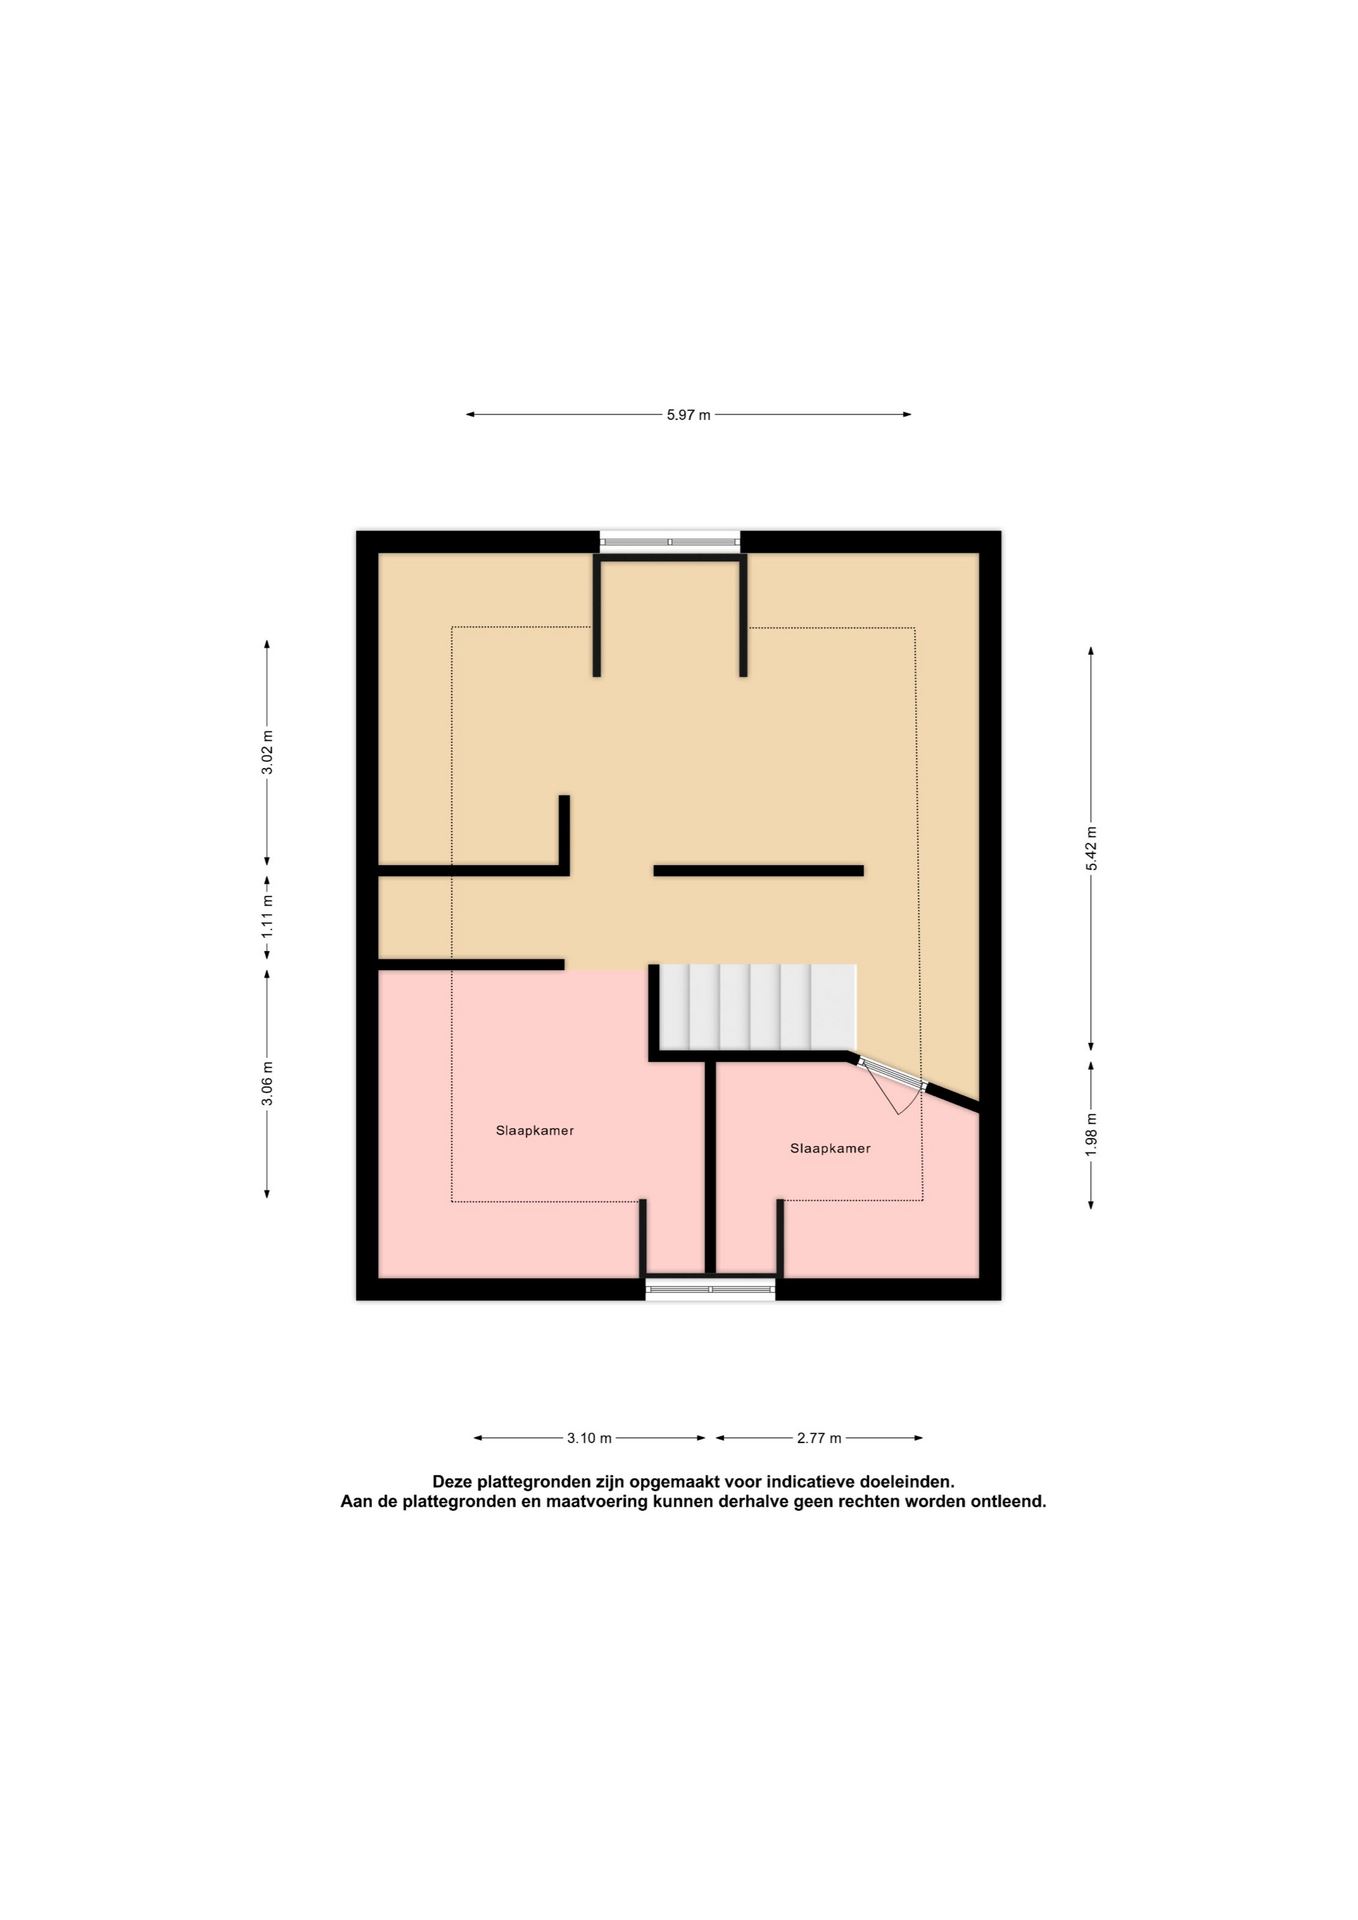 5.97 m
3.02 m
5.42 m
1.11 m
3.06 m
1.98 m
Slaapkamer
Slaapkamer
3.10 m
2.77 m
Deze plattegronden zijn opgemaakt voor indicatieve doeleinden.
Aan de plattegronden en maatvoering kunnen derhalve geen rechten worden ontleend.